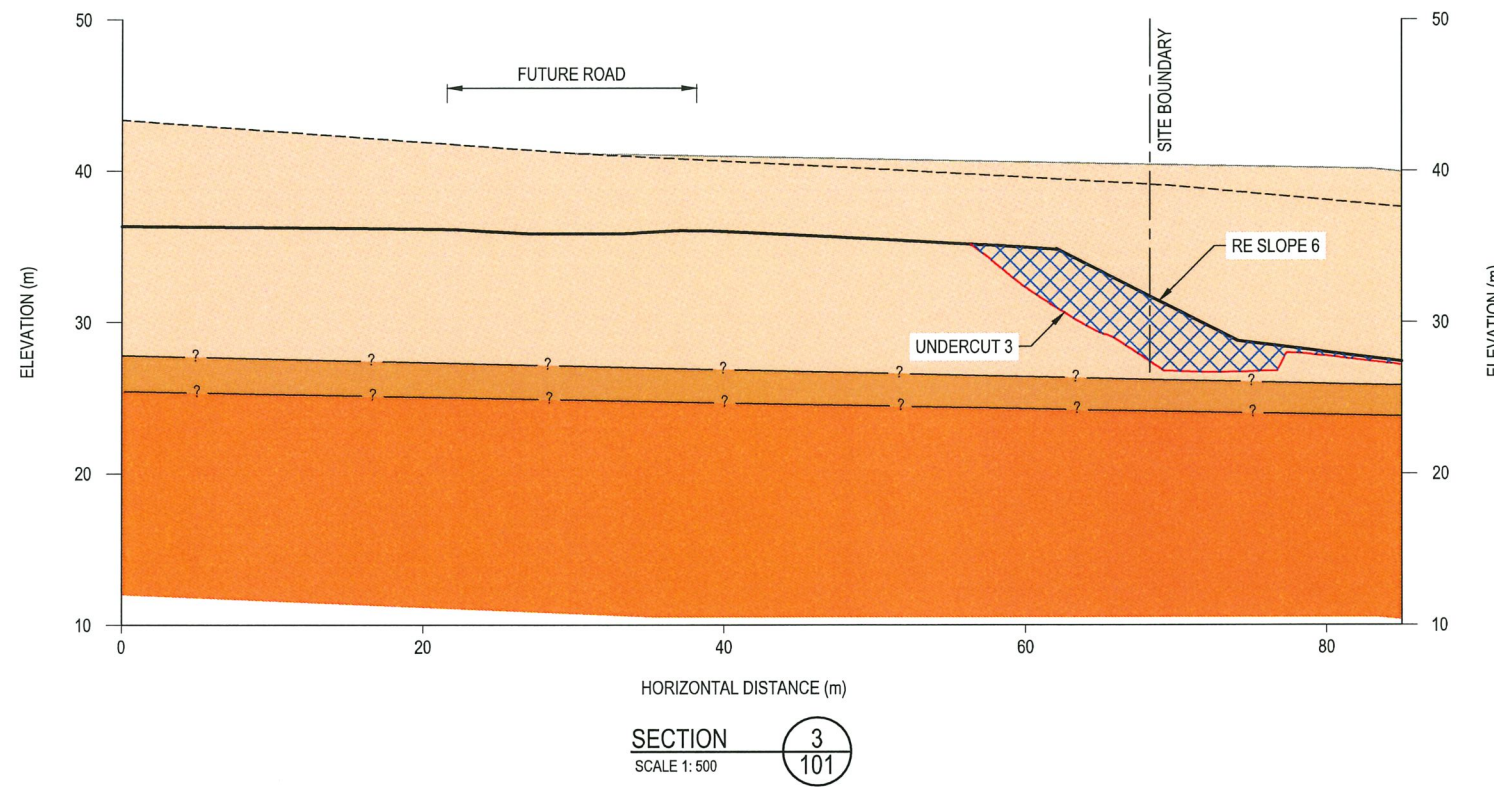 50
50
FUTURE ROAD
SITE BOUNDARY
40
40
RE SLOPE 6
ELEVATION (m)
ELEVATION (m)
30
30
UNDERCUT 3
? ? ? ? ? ? ?
? ? ? ? ? ? ?
20
20
10
10
0 20 40 60 80
HORIZONTAL DISTANCE (m)
SECTION 3
SCALE 1: 500 101